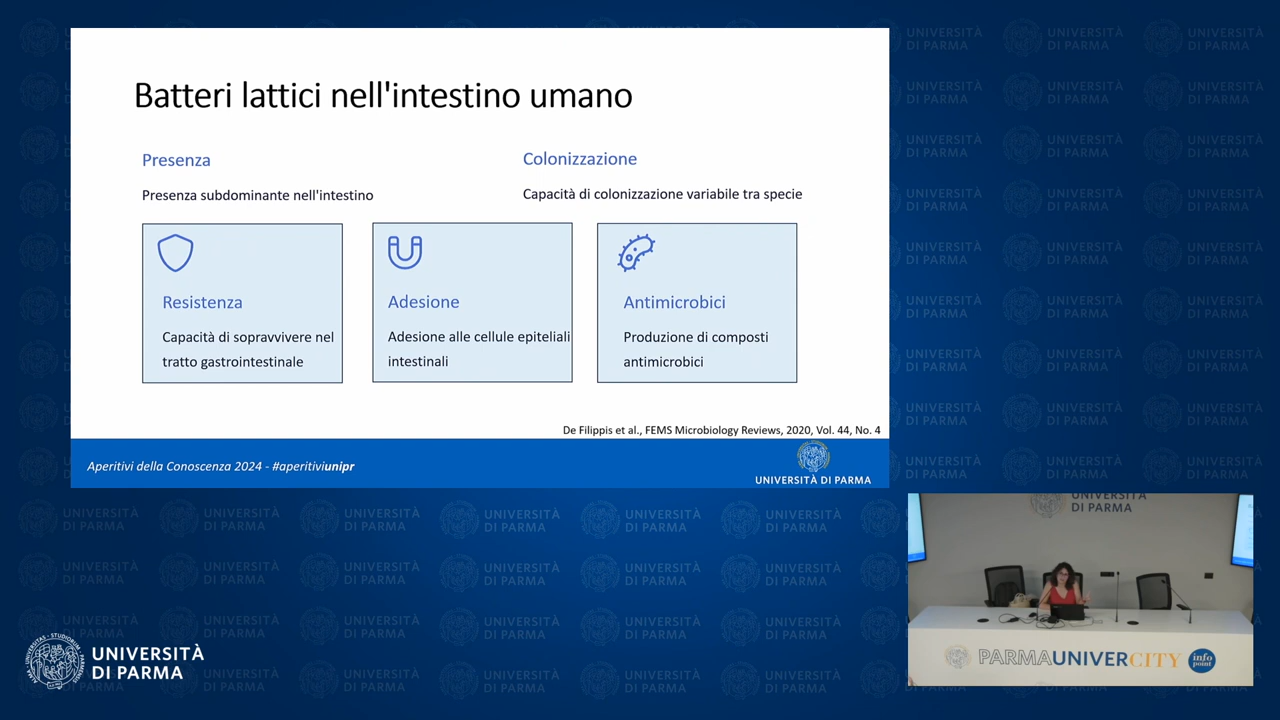 Batteri lattici nell'intestino umano
Presenza
Presenza subdominante nell'intestino
Colonizzazione
Capacità di colonizzazione variabile tra specie
Resistenza
Capacità di sopravvivere nel
tratto gastrointestinale
Adesione
Adesione alle cellule epiteliali
intestinali
Antimicrobici
Produzione di composti
antimicrobici
De Filippis et al., FEMS Microbiology Reviews, 2020, Vol. 44, No. 4
Aperitivi della Conoscenza 2024 - #aperitiviunipr
UNIVERSITÀ DI PARMA
UNIVERSITÀ
DI PARMA
UNIVERSITÀ
DI PARMA
PARMAUNIVERCITY
info
point